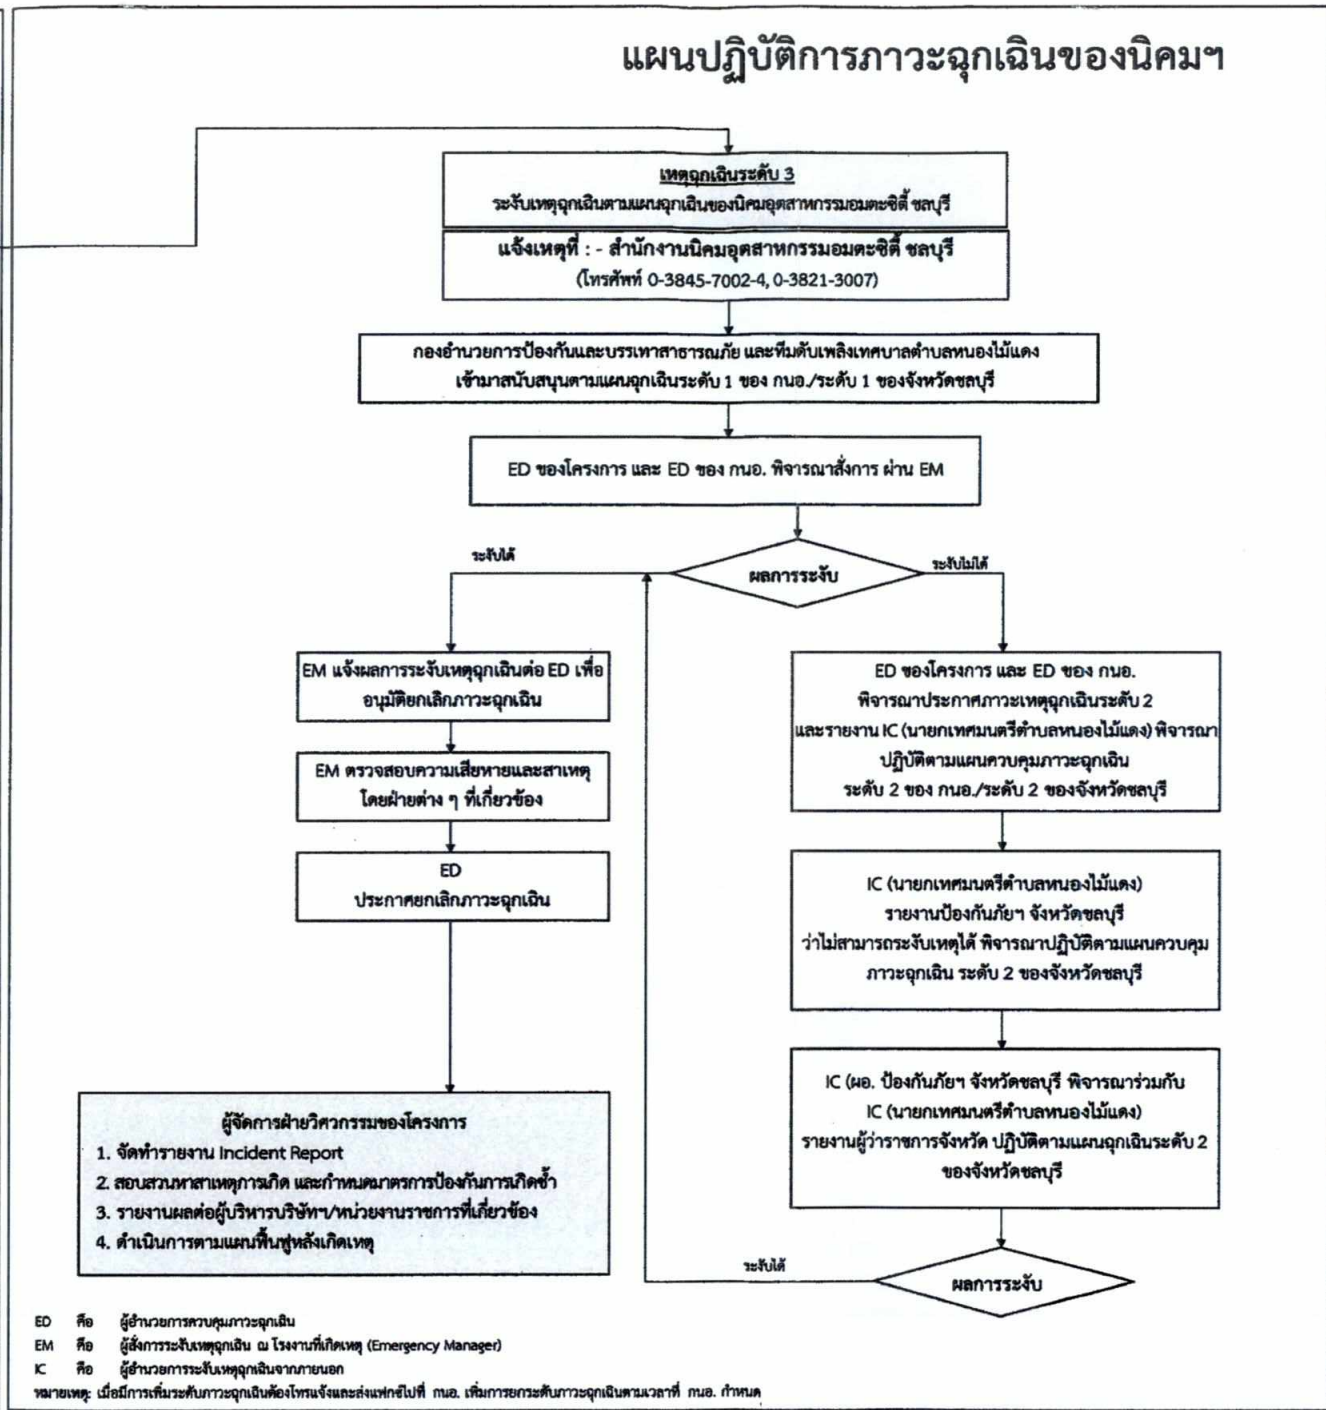 แผนปฏิบัติการภาวะฉุกเฉินของนิคมฯ
เหตุฉุกเฉินระดับ 3
ระงับเหตุฉุกเฉินตามแผนฉุกเฉินของนิคมอุตสาหกรรมอมตะซิตี้ ชลบุรี
แจ้งเหตุที่ : - สำนักงานนิคมอุตสาหกรรมอมตะซิตี้ ชลบุรี
(โทรศัพท์ 0-3845-7002-4, 0-3821-3007)
กองอำนวยการป้องกันและบรรเทาสาธารณภัย และทีมดับเพลิงเทศบาลตำบลหนองไม้แดง
เข้ามาสนับสนุนตามแผนฉุกเฉินระดับ 1 ของ กนอ./ระดับ 1 ของจังหวัดชลบุรี
ED ของโครงการ และ ED ของ กนอ. พิจารณาสั่งการ ผ่าน EM
ผลการระงับ
ระงับได้
ระงับไม่ได้
EM แจ้งผลการระงับเหตุฉุกเฉินต่อ ED เพื่อ
อนุมัติยกเลิกภาวะฉุกเฉิน
EM ตรวจสอบความเสียหายและสาเหตุ
โดยฝ่ายต่าง ๆ ที่เกี่ยวข้อง
ED
ประกาศยกเลิกภาวะฉุกเฉิน
ผู้จัดการฝ่ายวิศวกรรมของโครงการ
1. จัดทำรายงาน Incident Report
2. สอบสวนหาสาเหตุการเกิด และกำหนดมาตรการป้องกันการเกิดซ้ำ
3. รายงานผลต่อผู้บริหารบริษัทฯ/หน่วยงานราชการที่เกี่ยวข้อง
4. ดำเนินการตามแผนฟื้นฟูหลังเกิดเหตุ
ED ของโครงการ และ ED ของ กนอ.
พิจารณาประกาศภาวะเหตุฉุกเฉินระดับ 2
และรายงาน IC (นายกเทศมนตรีตำบลหนองไม้แดง) พิจารณา
ปฏิบัติตามแผนควบคุมภาวะฉุกเฉิน
ระดับ 2 ของ กนอ./ระดับ 2 ของจังหวัดชลบุรี
IC (นายกเทศมนตรีตำบลหนองไม้แดง)
รายงานป้องกันภัยฯ จังหวัดชลบุรี
ว่าไม่สามารถระงับเหตุได้ พิจารณาปฏิบัติตามแผนควบคุม
ภาวะฉุกเฉิน ระดับ 2 ของจังหวัดชลบุรี
IC (ผอ. ป้องกันภัยฯ จังหวัดชลบุรี พิจารณาร่วมกับ
IC (นายกเทศมนตรีตำบลหนองไม้แดง)
รายงานผู้ว่าราชการจังหวัด ปฏิบัติตามแผนฉุกเฉินระดับ 2
ของจังหวัดชลบุรี
ระงับได้
ผลการระงับ
ED คือ ผู้อำนวยการควบคุมภาวะฉุกเฉิน
EM คือ ผู้สั่งการระงับเหตุฉุกเฉิน ณ โรงงานที่เกิดเหตุ (Emergency Manager)
IC คือ ผู้อำนวยการระงับเหตุฉุกเฉินจากภายนอก
หมายเหตุ: เมื่อมีการเพิ่มระดับภาวะฉุกเฉินต้องโทรแจ้งและส่งแฟกซ์ไปที่ กนอ. เพิ่มการยกระดับภาวะฉุกเฉินตามเวลาที่ กนอ. กำหนด